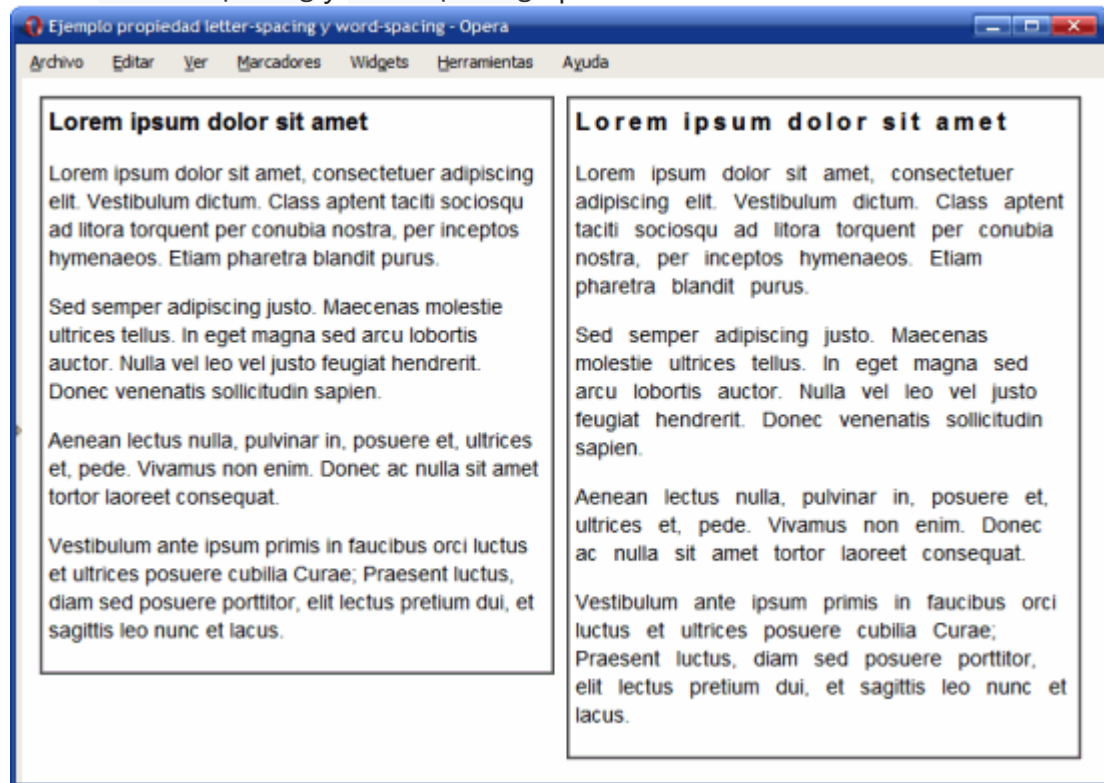 Ejemplo propiedad letter-spacing y word-spacing - Opera
Archivo Editar Ver Marcadores Widgets Herramientas Ayuda
Lorem ipsum dolor sit amet
Lorem ipsum dolor sit amet, consectetuer adipiscing
elit. Vestibulum dictum. Class aptent taciti sociosqu
ad litora torquent per conubia nostra, per inceptos
hymenaeos. Etiam pharetra blandit purus.
Sed semper adipiscing justo. Maecenas molestie
ultrices tellus. In eget magna sed arcu lobortis
auctor. Nulla vel leo vel justo feugiat hendrerit.
Donec venenatis sollicitudin sapien.
Aenean lectus nulla, pulvinar in, posuere et, ultrices
et, pede. Vivamus non enim. Donec ac nulla sit amet
tortor laoreet consequat.
Vestibulum ante ipsum primis in faucibus orci luctus
et ultrices posuere cubilia Curae; Praesent luctus,
diam sed posuere porttitor, elit lectus pretium dui, et
sagittis leo nunc et lacus.
Lorem ipsum dolor sit amet
Lorem ipsum dolor sit amet, consectetuer
adipiscing elit. Vestibulum dictum. Class aptent
taciti sociosqu ad litora torquent per conubia
nostra, per inceptos hymenaeos. Etiam
pharetra blandit purus.
Sed semper adipiscing justo. Maecenas
molestie ultrices tellus. In eget magna sed
arcu lobortis auctor. Nulla vel leo vel justo
feugiat hendrerit. Donec venenatis sollicitudin
sapien.
Aenean lectus nulla, pulvinar in, posuere et,
ultrices et, pede. Vivamus non enim. Donec
ac nulla sit amet tortor laoreet consequat.
Vestibulum ante ipsum primis in faucibus orci
luctus et ultrices posuere cubilia Curae;
Praesent luctus, diam sed posuere porttitor,
elit lectus pretium dui, et sagittis leo nunc et
lacus.